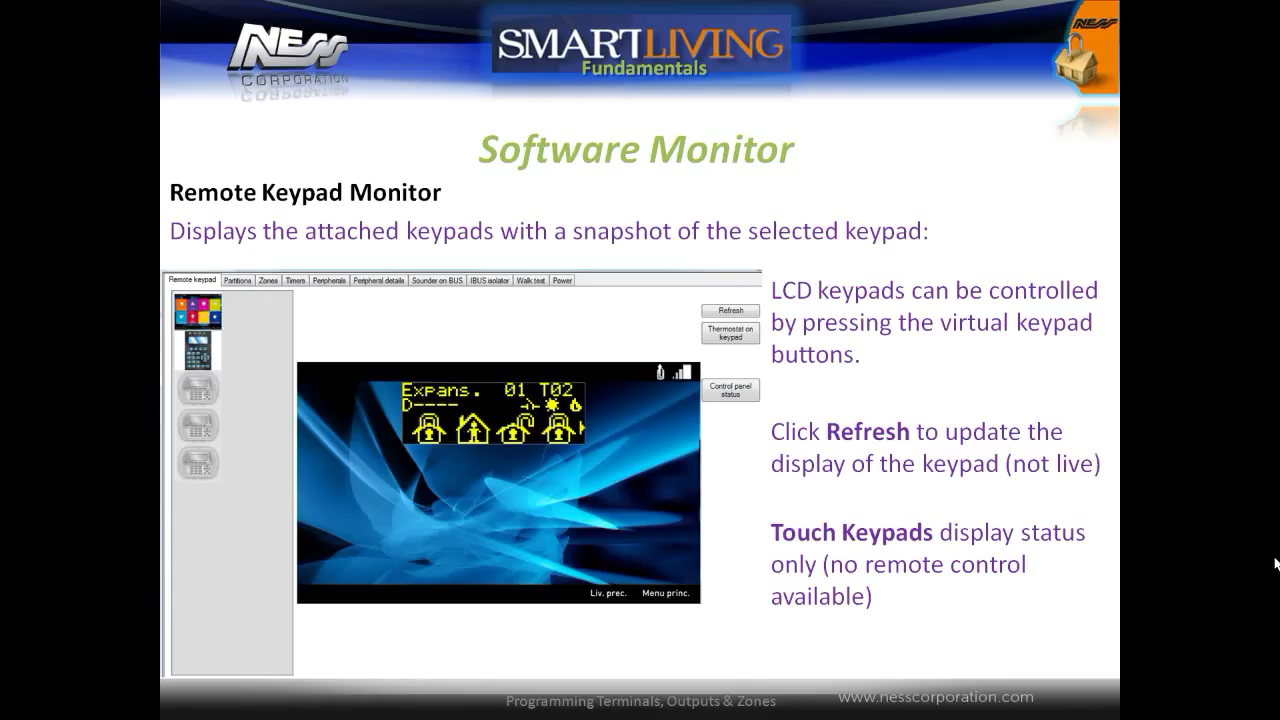 NESS
CORPORATION
SMARTLIVING
Fundamentals
NESS
Software Monitor
Remote Keypad Monitor
Displays the attached keypads with a snapshot of the selected keypad:
Remote keypad Partitions Zones Timers Peripherals Peripheral details Sounder on BUS IBUS isolator Walk test Power
Refresh
Thermostat on
keypad
Control panel
status
Expans. 01 T02
D----
Liv. prec. Menu princ.
LCD keypads can be controlled
by pressing the virtual keypad
buttons.
Click Refresh to update the
display of the keypad (not live)
Touch Keypads display status
only (no remote control
available)
Programming Terminals, Outputs & Zones
www.nesscorporation.com